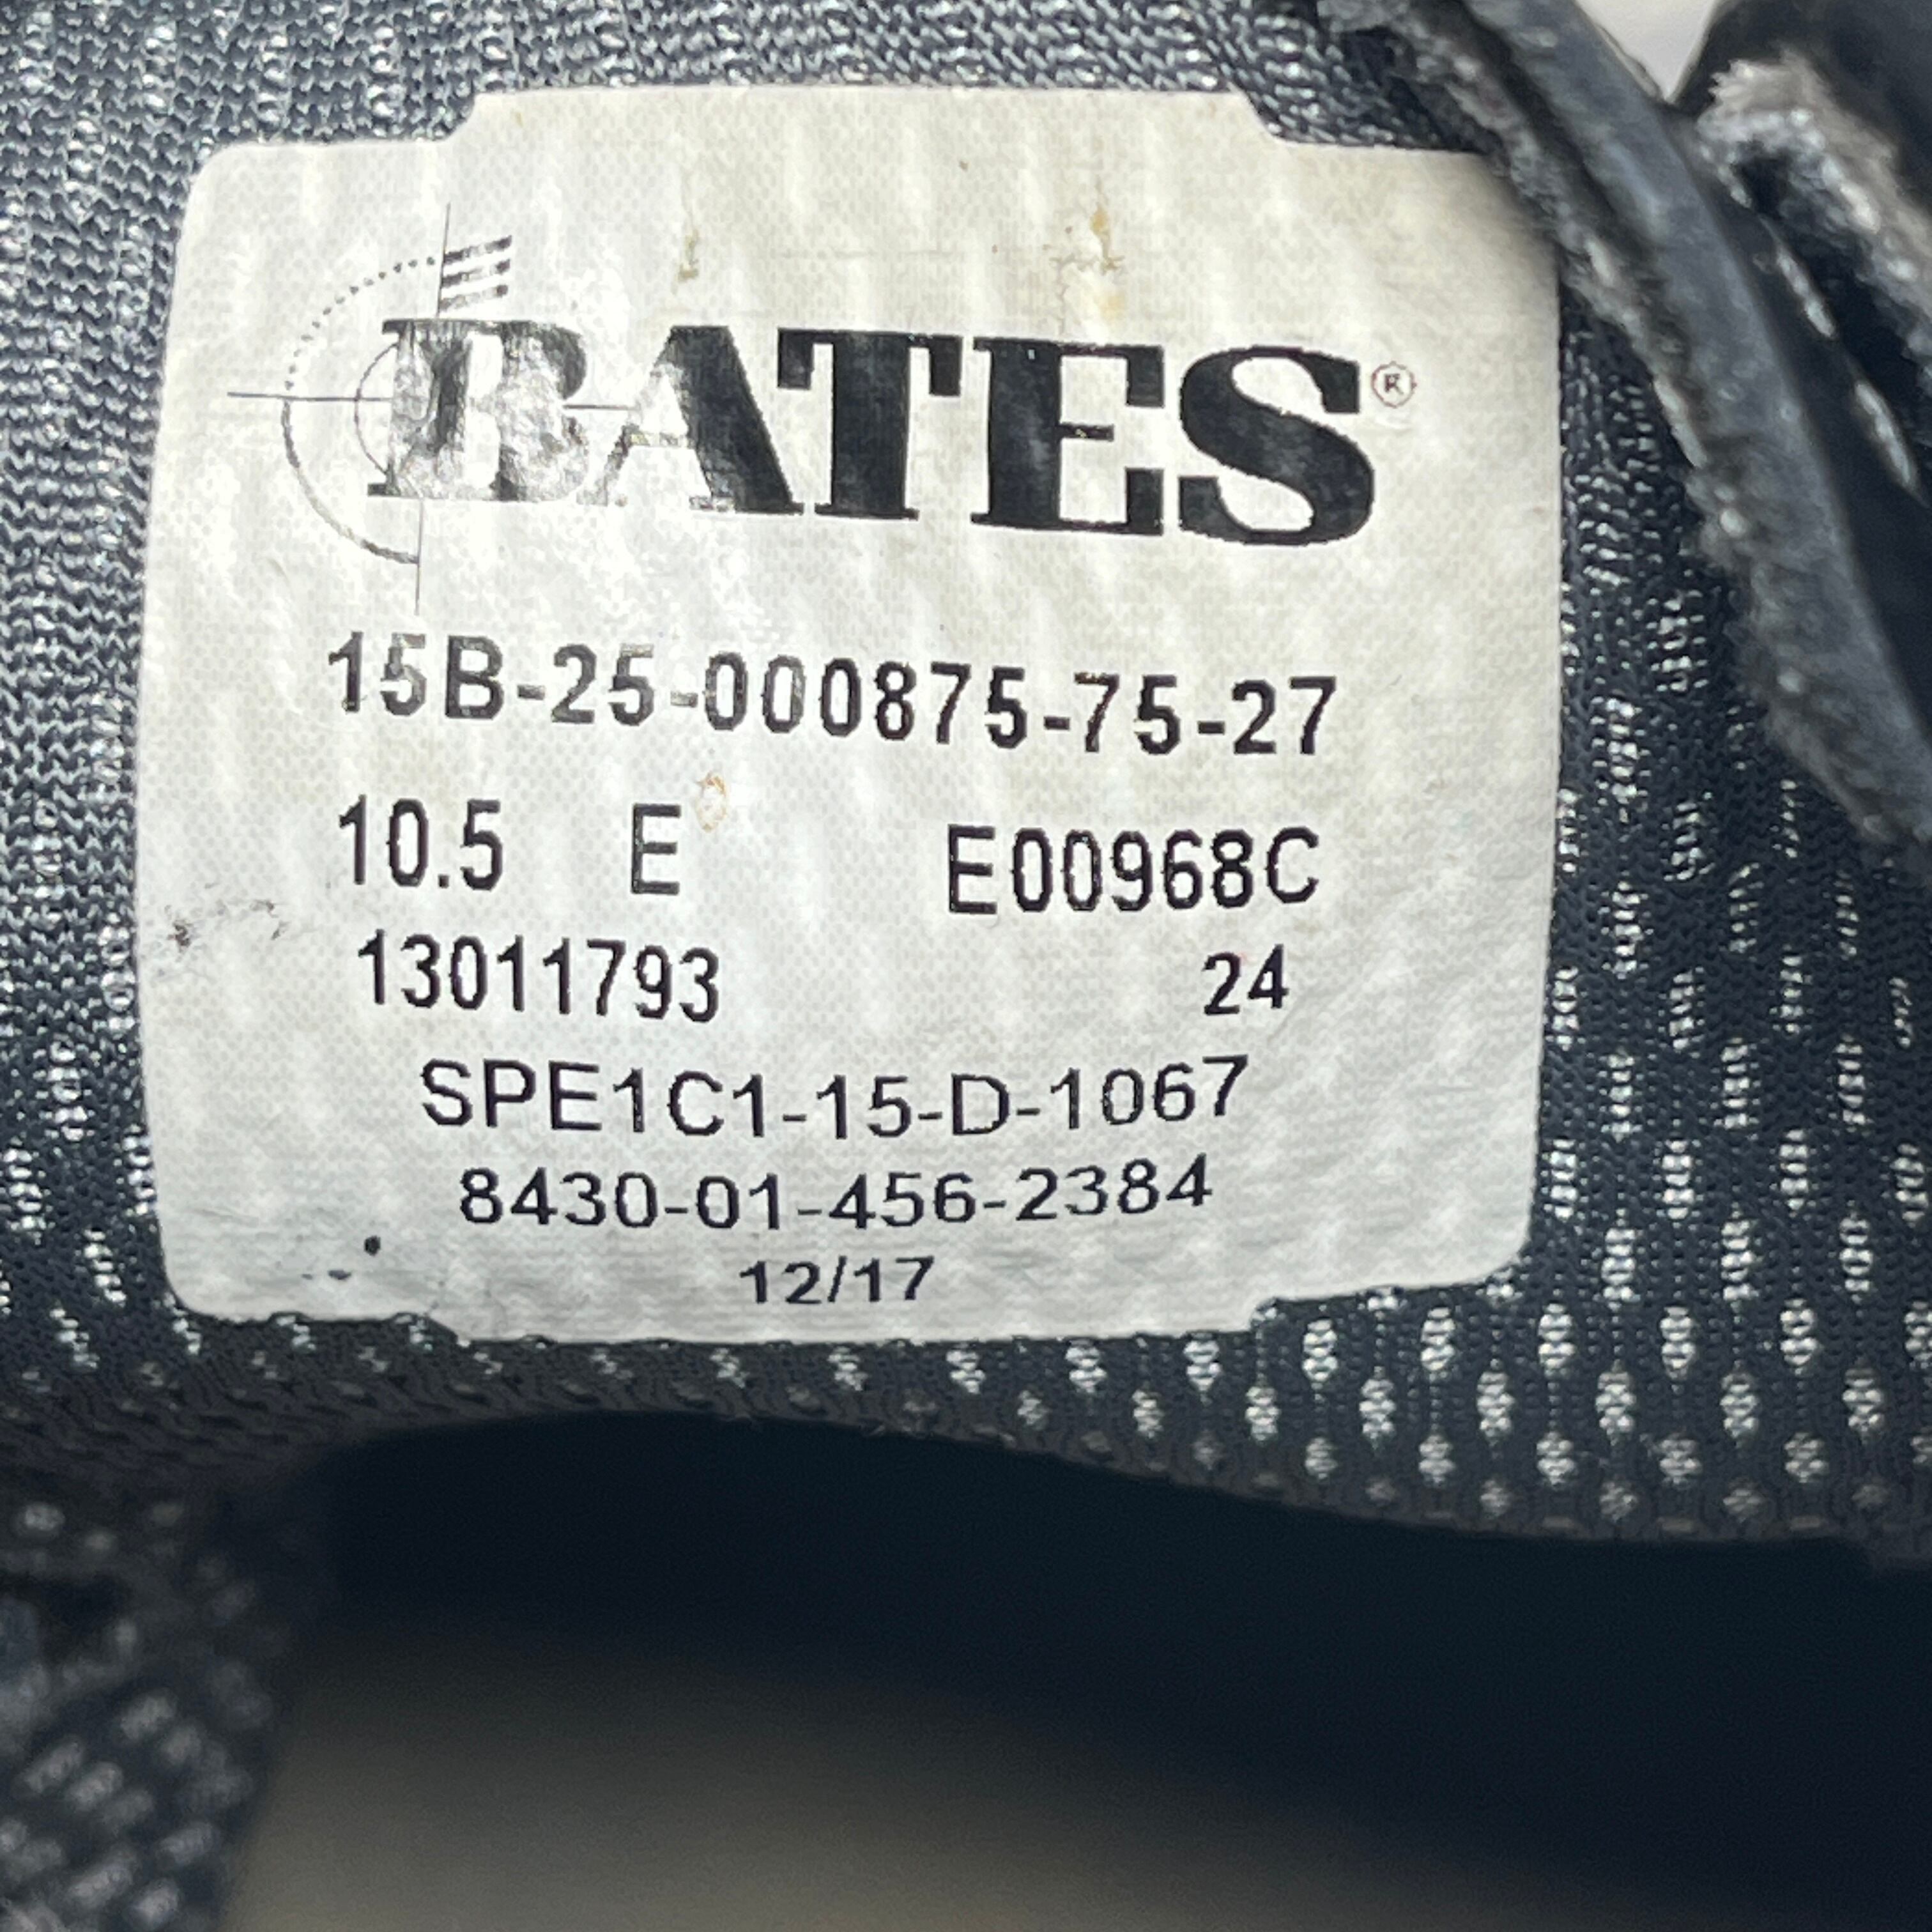 BATES®
15B-25-000875-75-27
10.5 E E00968C
13011793 24
SPE1C1-15-D-1067
8430-01-456-2384
12/17